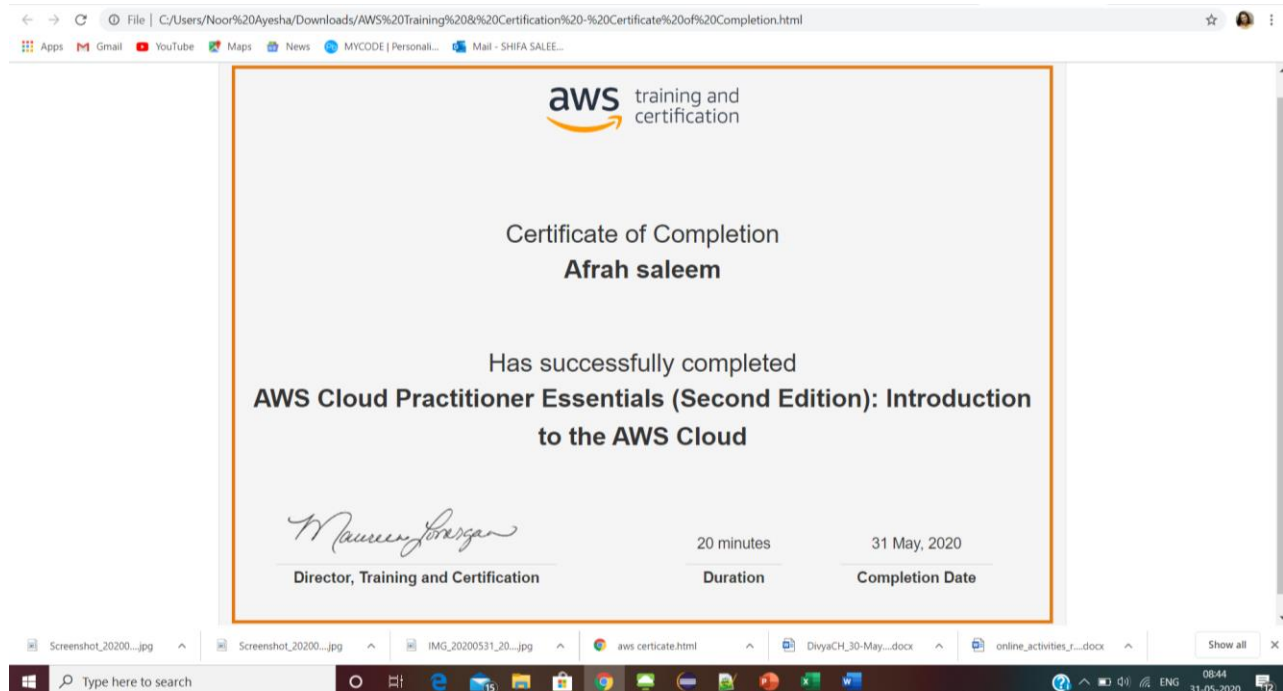 File | C:/Users/Noor%20Ayesha/Downloads/AWS%20Training%20&%20Certification%20-%20Certificate%20of%20Completion.html
Apps Gmail YouTube Maps News MYCODE | Personali... Mail - SHIFA SALEE...
aws training and
certification
Certificate of Completion
Afrah saleem
Has successfully completed
AWS Cloud Practitioner Essentials (Second Edition): Introduction
to the AWS Cloud
Maureen Lonergan
20 minutes 31 May, 2020
Director, Training and Certification Duration Completion Date
Screenshot_20200....jpg Screenshot_20200....jpg IMG_20200531_20....jpg aws certicate.html DivyaCH_30-May....docx online_activities_r....docx Show all
Type here to search 15 ENG 08:44
31-05-2020 12